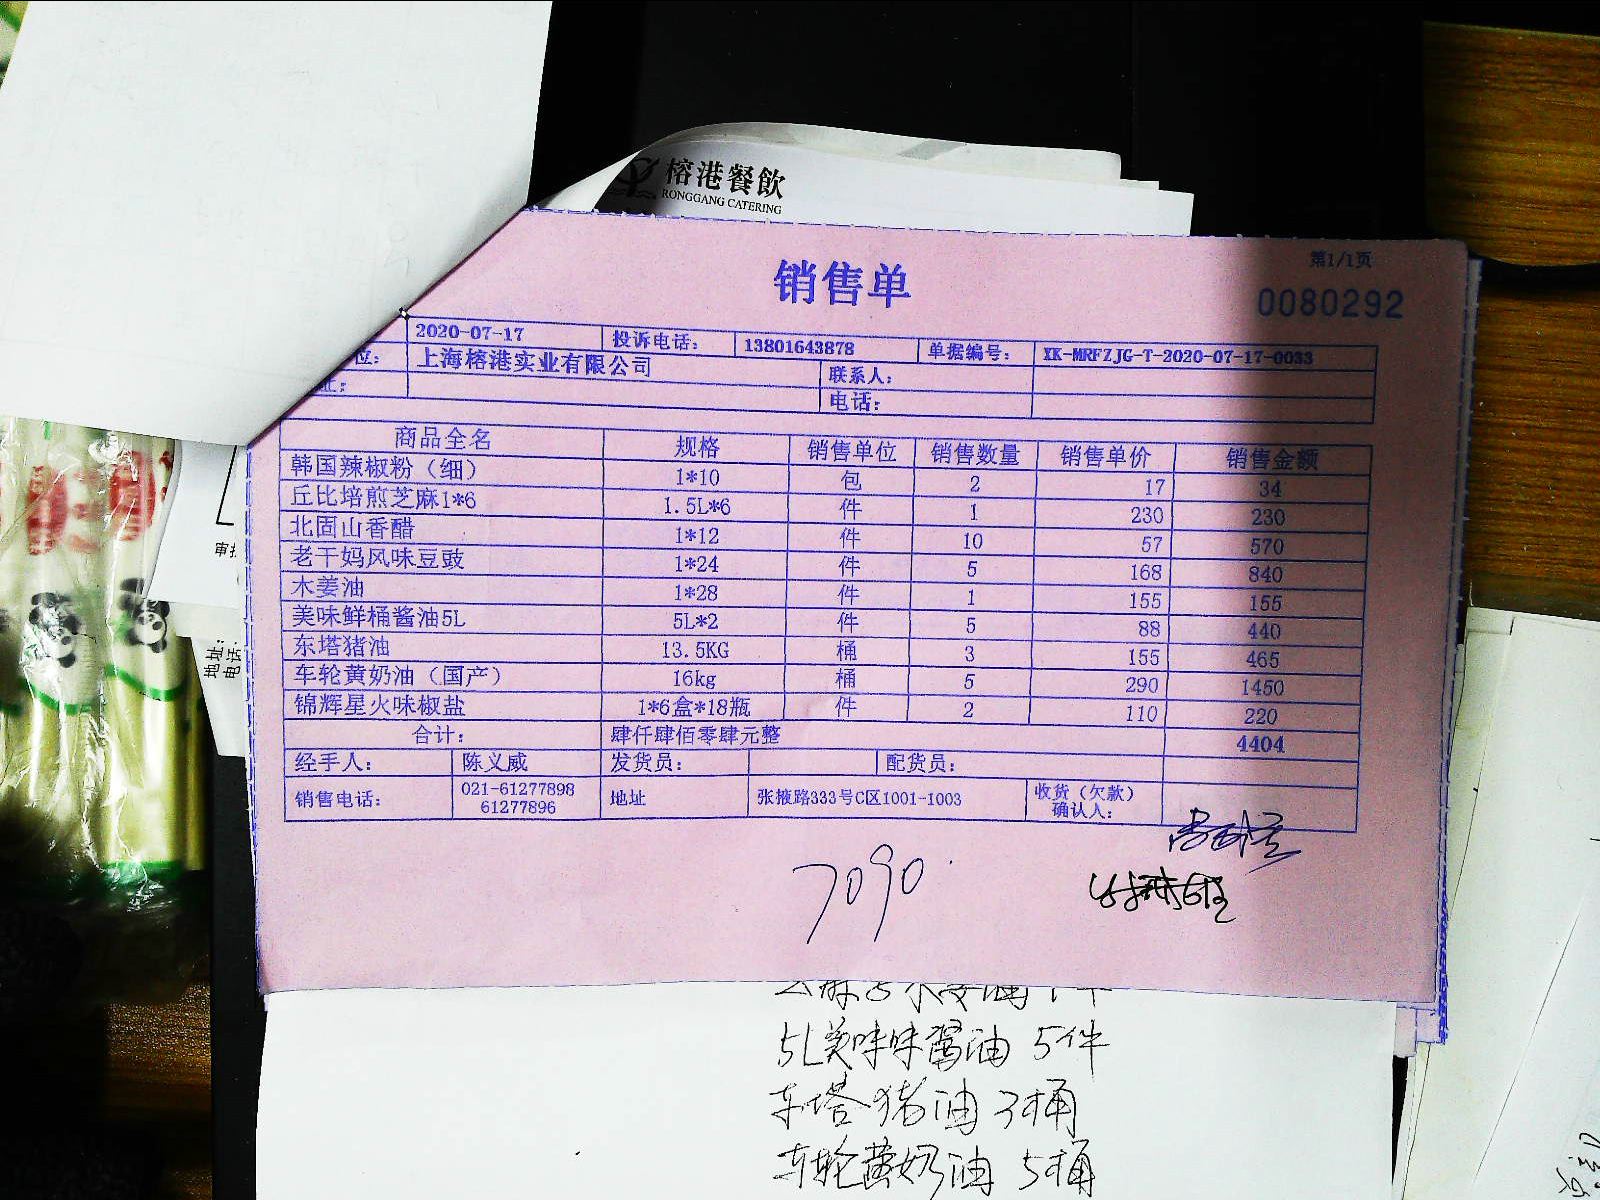 榕港餐飲
RONGGANG CATERING
第1/1页
销售单
0080292
2020-07-17 投诉电话： 13801643878 单据编号： XK-MRFZJG-T-2020-07-17-0033
位： 上海榕港实业有限公司 联系人：
址： 电话：
商品全名 规格 销售单位 销售数量 销售单价 销售金额
韩国辣椒粉（细） 1*10 包 2 17 34
丘比培煎芝麻1*6 1.5L*6 件 1 230 230
北固山香醋 1*12 件 10 57 570
老干妈风味豆豉 1*24 件 5 168 840
木姜油 1*28 件 1 155 155
美味鲜桶酱油5L 5L*2 件 5 88 440
东塔猪油 13.5KG 桶 3 155 465
车轮黄奶油（国产） 16kg 桶 5 290 1450
锦辉星火味椒盐 1*6盒*18瓶 件 2 110 220
合计： 肆仟肆佰零肆元整 4404
经手人： 陈义威 发货员： 配货员：
销售电话： 021-61277898 61277896 地址 张掖路333号C区1001-1003 收货（欠款）确认人：
7090
5L美味味酱油 5件
东塔猪油 3桶
车轮黄奶油 5桶
审批
地址:
电话